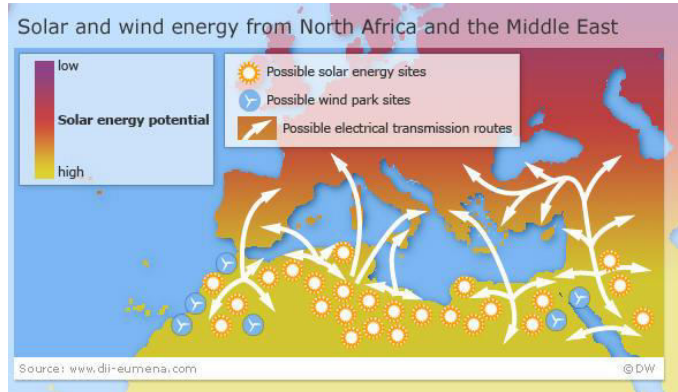 Solar and wind energy from North Africa and the Middle East
low
Solar energy potential
high
Possible solar energy sites
Possible wind park sites
Possible electrical transmission routes
Source: www.dii-eumena.com
©DW